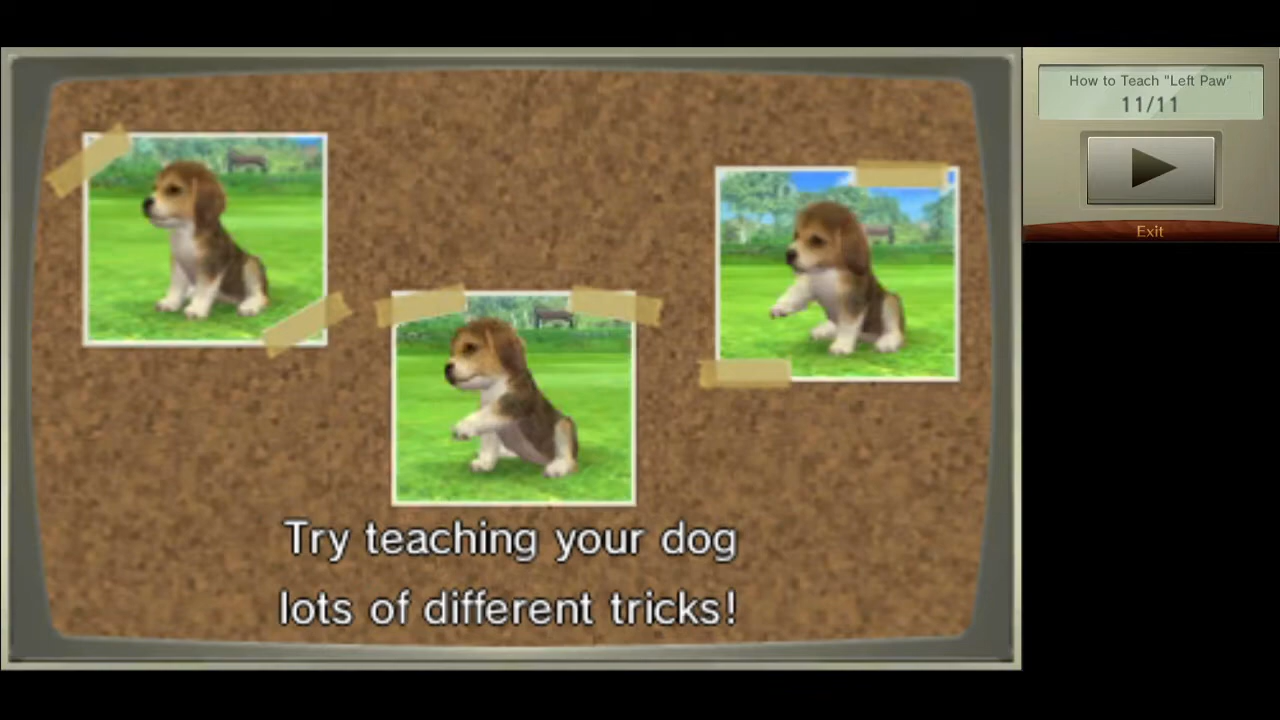 Try teaching your dog
lots of different tricks!
How to Teach "Left Paw"
11/11
Exit